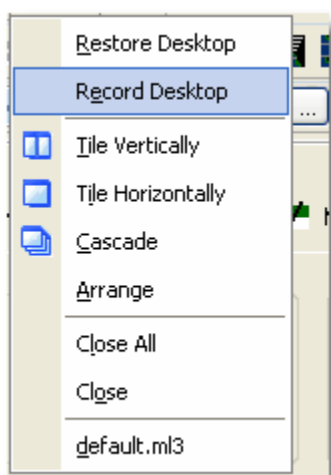 Restore Desktop
Record Desktop
...
Tile Vertically
Tile Horizontally
Cascade
Arrange
Close All
Close
default.ml3